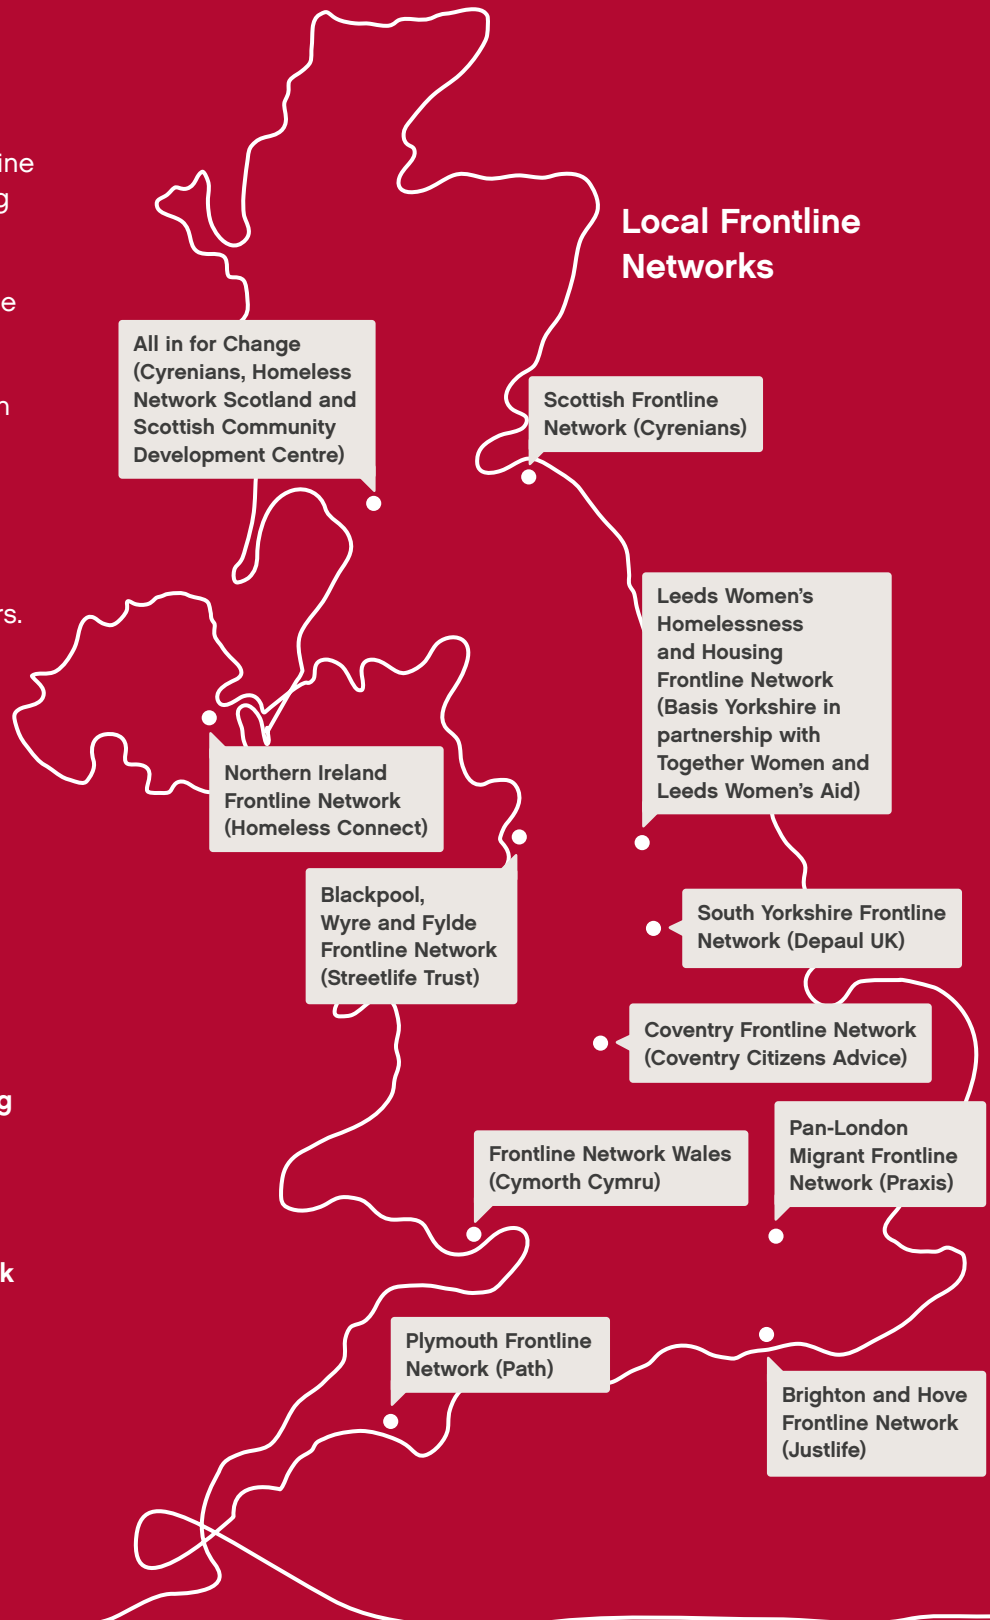 ine
g
e
n
rs.
g
k
Local Frontline
Networks
All in for Change
(Cyrenians, Homeless
Network Scotland and
Scottish Community
Development Centre)
Scottish Frontline
Network (Cyrenians)
Leeds Women’s
Homelessness
and Housing
Frontline Network
(Basis Yorkshire in
partnership with
Together Women and
Leeds Women’s Aid)
Northern Ireland
Frontline Network
(Homeless Connect)
Blackpool,
Wyre and Fylde
Frontline Network
(Streetlife Trust)
South Yorkshire Frontline
Network (Depaul UK)
Coventry Frontline Network
(Coventry Citizens Advice)
Pan-London
Migrant Frontline
Network (Praxis)
Frontline Network Wales
(Cymorth Cymru)
Plymouth Frontline
Network (Path)
Brighton and Hove
Frontline Network
(Justlife)